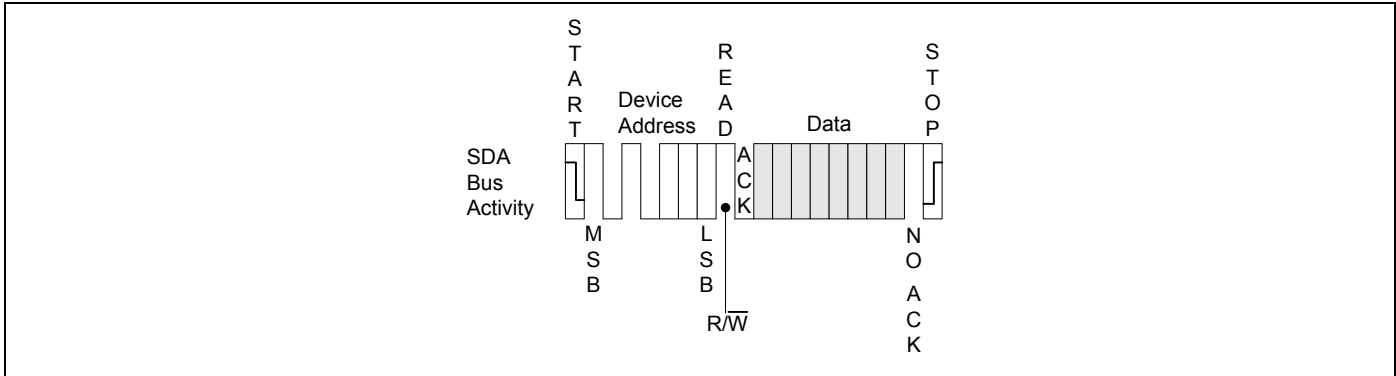 START
READ
STOP
Device
Address
Data
SDA
Bus
Activity
ACK
MSB
LSB
NO ACK
R/W̅